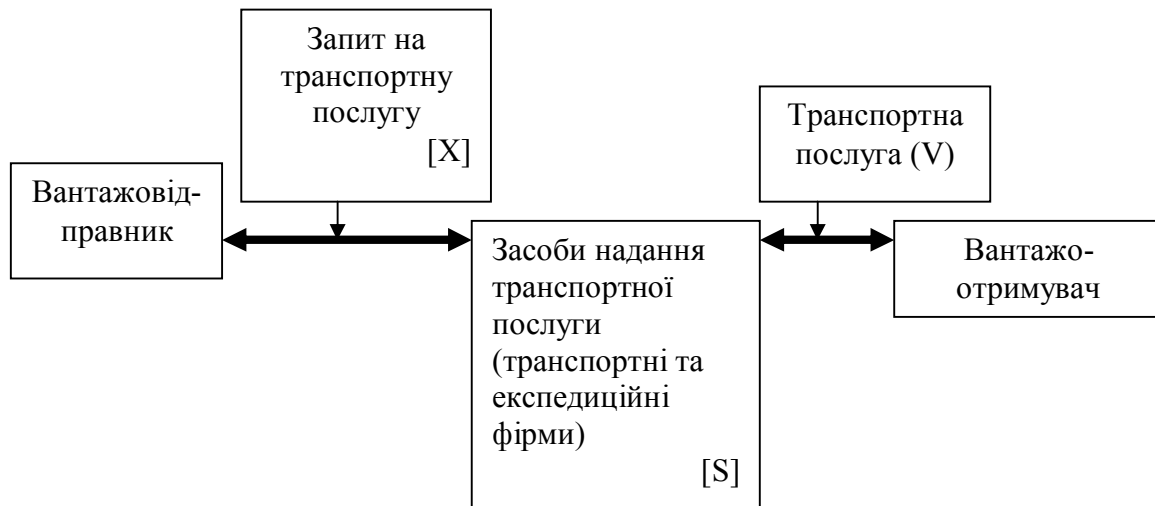 Запит на
транспортну
послугу
[X]
Транспортна
послуга (V)
Вантажовід-
правник
Засоби надання
транспортної
послуги
(транспортні та
експедиційні
фірми)
[S]
Вантажо-
отримувач